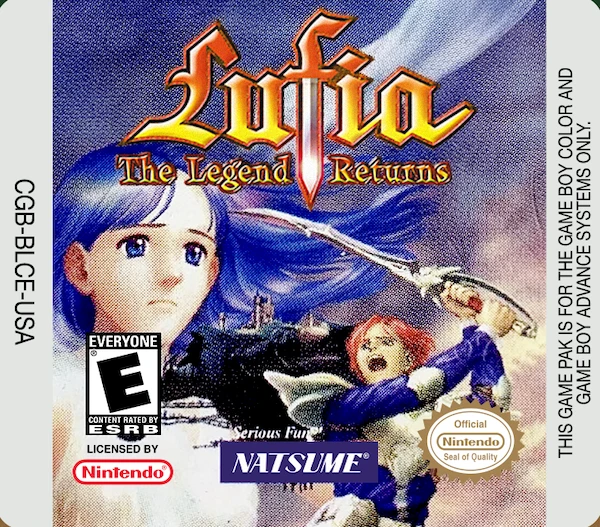 Lufia
The Legend Returns
CGB-BLCE-USA
THIS GAME PAK IS FOR THE GAME BOY COLOR AND
GAME BOY ADVANCE SYSTEMS ONLY.
EVERYONE
E
®
CONTENT RATED BY
ESRB
LICENSED BY
Nintendo®
Serious Fun
NATSUME®
Official
Nintendo
Seal of Quality